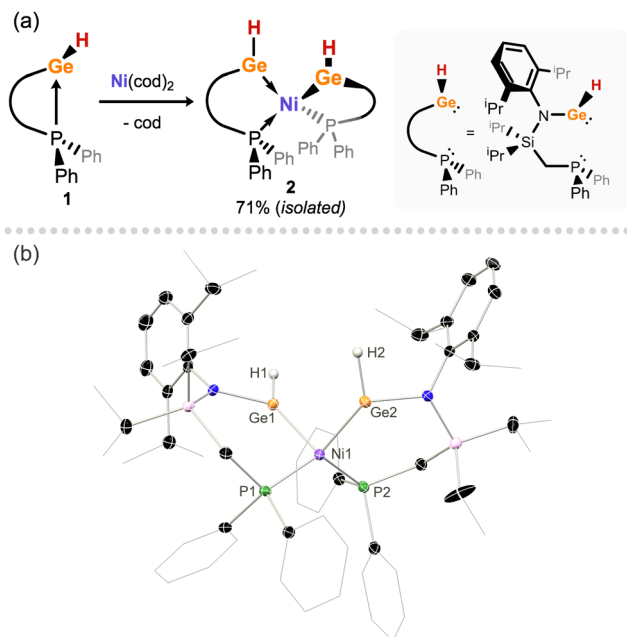 (a)
H
Ge
P
Ph
Ph
1
Ni(cod)2
- cod
H
H
Ge
Ge
Ni
P
P
Ph
Ph
Ph
Ph
2
71% (isolated)
H
Ge:
P
Ph
Ph
=
iPr
iPr
H
N
Ge:
iPr
Si
iPr
P
Ph
Ph
(b)
H1
H2
Ge1
Ge2
Ni1
P1
P2